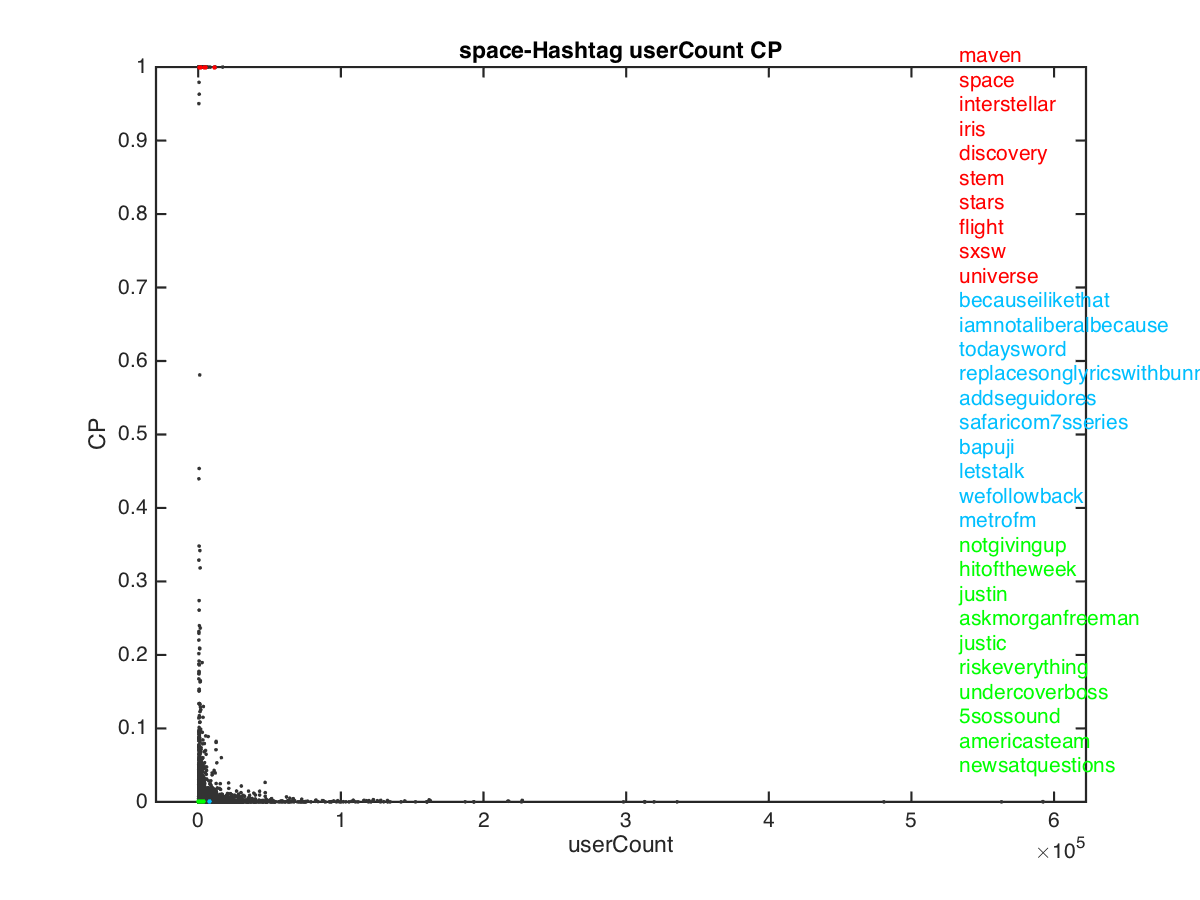 space-Hashtag userCount CP
maven
space
interstellar
iris
discovery
stem
stars
flight
sxsw
universe
becauseilikethat
iamnotaliberalbecause
todaysword
replacesonglyricswithbunn
addseguidores
safaricom7sseries
bapuji
letstalk
wefollowback
metrofm
notgivingup
hitoftheweek
justin
askmorganfreeman
justic
riskeverything
undercoverboss
5sossound
americasteam
newsatquestions
1
0.9
0.8
0.7
0.6
0.5
0.4
0.3
0.2
0.1
0
CP
0 1 2 3 4 5 6
userCount
×10^5